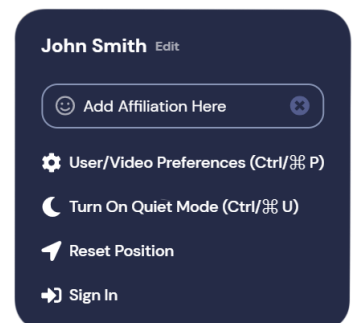 John Smith Edit
Add Affiliation Here
User/Video Preferences (Ctrl/⌘ P)
Turn On Quiet Mode (Ctrl/⌘ U)
Reset Position
Sign In